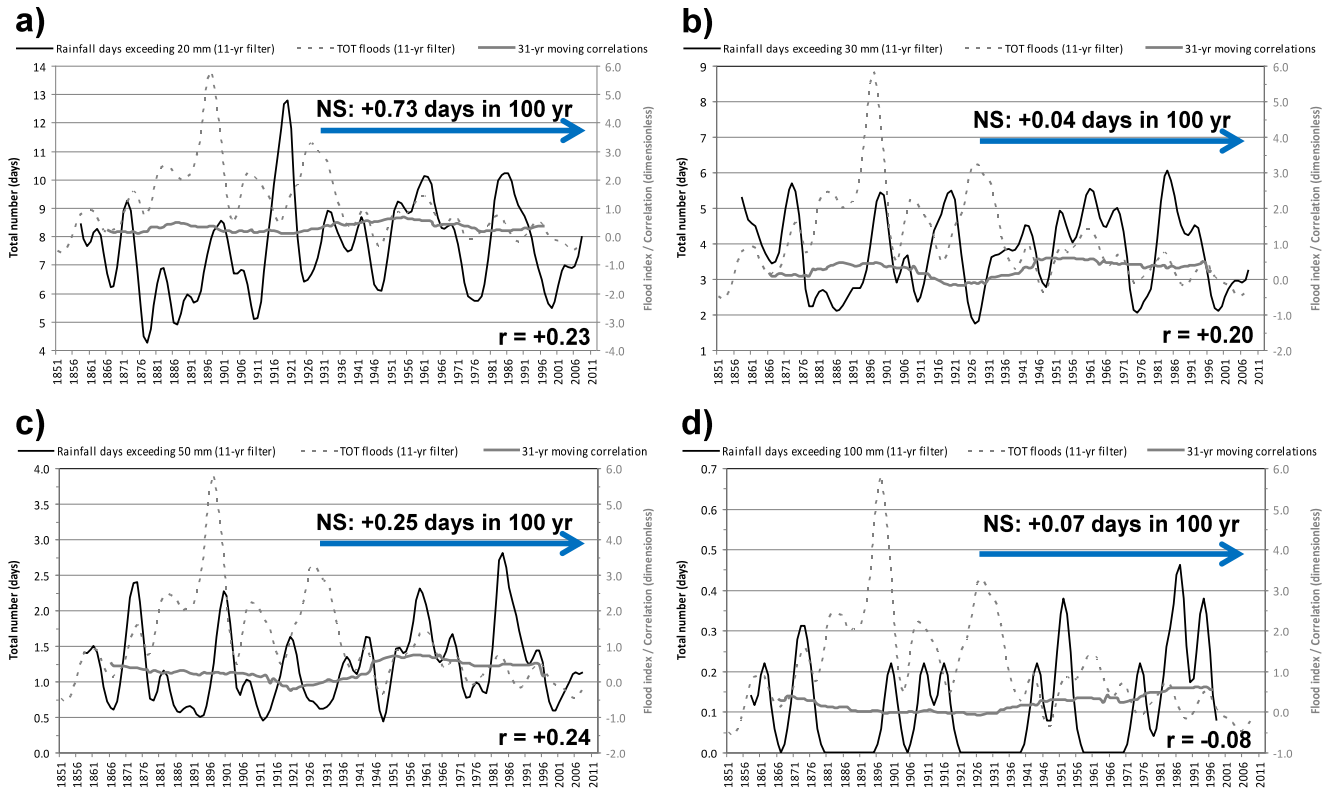 a)
Rainfall days exceeding 20 mm (11-yr filter) TOT floods (11-yr filter) 31-yr moving correlations
NS: +0.73 days in 100 yr
r = +0.23
Total number (days)
Flood index / Correlation (dimensionless)
14 13 12 11 10 9 8 7 6 5 4
6.0 5.0 4.0 3.0 2.0 1.0 0.0 -1.0 -2.0 -3.0 -4.0
1851 1856 1861 1866 1871 1876 1881 1886 1891 1896 1901 1906 1911 1916 1921 1926 1931 1936 1941 1946 1951 1956 1961 1966 1971 1976 1981 1986 1991 1996 2001 2006 2011
b)
Rainfall days exceeding 30 mm (11-yr filter) TOT floods (11-yr filter) 31-yr moving correlations
NS: +0.04 days in 100 yr
r = +0.20
Total number (days)
Flood index / Correlation (dimensionless)
9 8 7 6 5 4 3 2 1
6.0 5.0 4.0 3.0 2.0 1.0 0.0 -1.0 -2.0
1851 1856 1861 1866 1871 1876 1881 1886 1891 1896 1901 1906 1911 1916 1921 1926 1931 1936 1941 1946 1951 1956 1961 1966 1971 1976 1981 1986 1991 1996 2001 2006 2011
c)
Rainfall days exceeding 50 mm (11-yr filter) TOT floods (11-yr filter) 31-yr moving correlation
NS: +0.25 days in 100 yr
r = +0.24
Total number (days)
Flood index / Correlation (dimensionless)
4.0 3.5 3.0 2.5 2.0 1.5 1.0 0.5 0.0
6.0 5.0 4.0 3.0 2.0 1.0 0.0 -1.0 -2.0
1851 1856 1861 1866 1871 1876 1881 1886 1891 1896 1901 1906 1911 1916 1921 1926 1931 1936 1941 1946 1951 1956 1961 1966 1971 1976 1981 1986 1991 1996 2001 2006 2011
d)
Rainfall days exceeding 100 mm (11-yr filter) TOT floods (11-yr filter) 31-yr moving correlations
NS: +0.07 days in 100 yr
r = -0.08
Total number (days)
Flood index / Correlation (dimensionless)
0.7 0.6 0.5 0.4 0.3 0.2 0.1 0.0
6.0 5.0 4.0 3.0 2.0 1.0 0.0 -1.0
1851 1856 1861 1866 1871 1876 1881 1886 1891 1896 1901 1906 1911 1916 1921 1926 1931 1936 1941 1946 1951 1956 1961 1966 1971 1976 1981 1986 1991 1996 2001 2006 2011